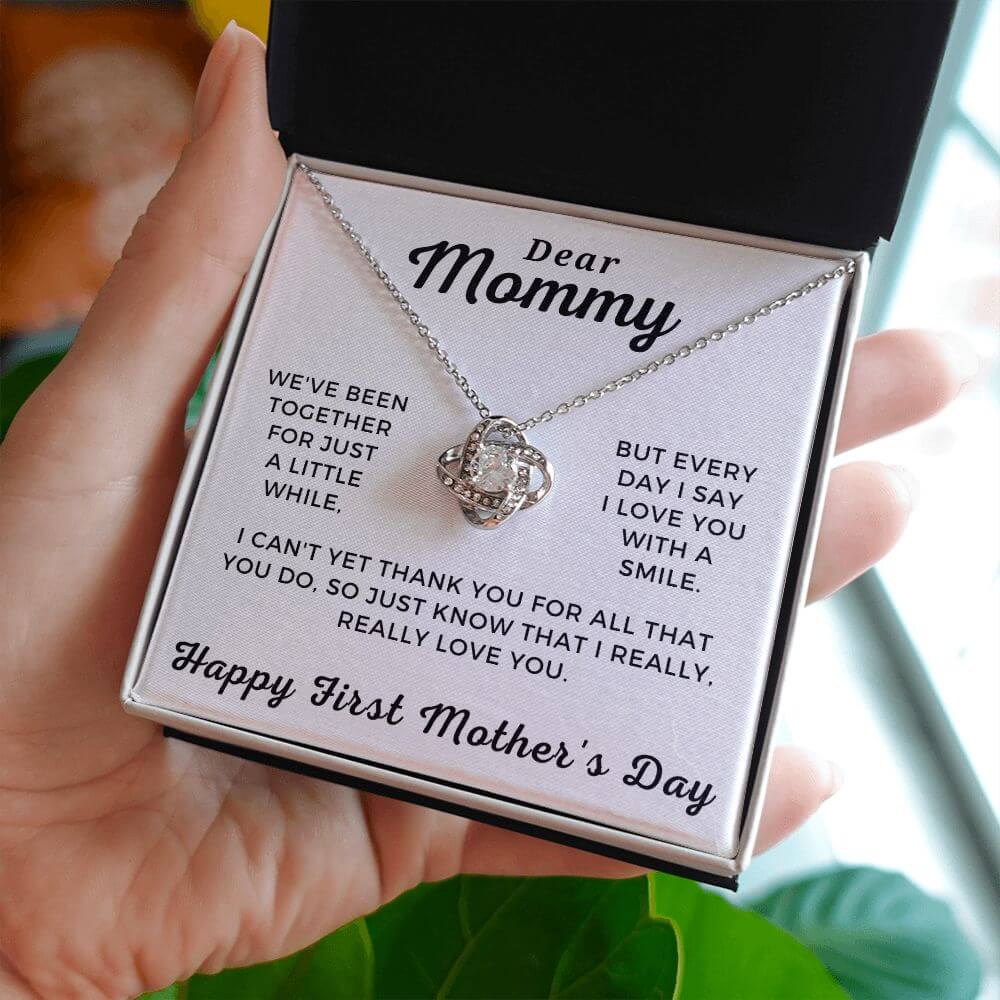 Dear
Mommy
WE'VE BEEN
TOGETHER
FOR JUST
A LITTLE
WHILE,
BUT EVERY
DAY I SAY
I LOVE YOU
WITH A
SMILE.
I CAN'T YET THANK YOU FOR ALL THAT
YOU DO, SO JUST KNOW THAT I REALLY,
REALLY LOVE YOU.
Happy First Mother's Day